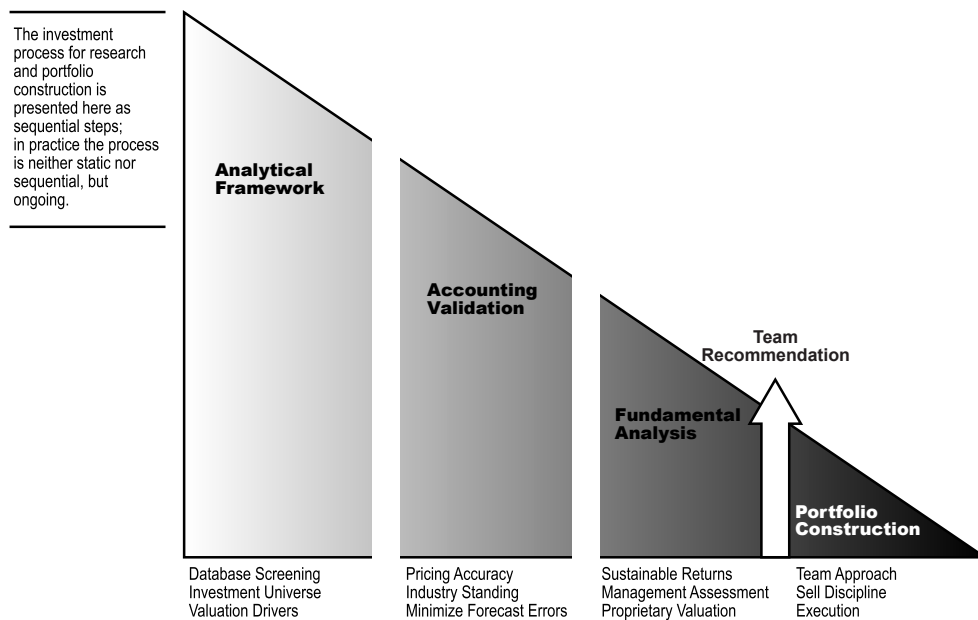 The investment
process for research
and portfolio
construction is
presented here as
sequential steps;
in practice the process
is neither static nor
sequential, but
ongoing.
Analytical
Framework
Accounting
Validation
Team
Recommendation
Fundamental
Analysis
Portfolio
Construction
Database Screening
Investment Universe
Valuation Drivers
Pricing Accuracy
Industry Standing
Minimize Forecast Errors
Sustainable Returns
Management Assessment
Proprietary Valuation
Team Approach
Sell Discipline
Execution